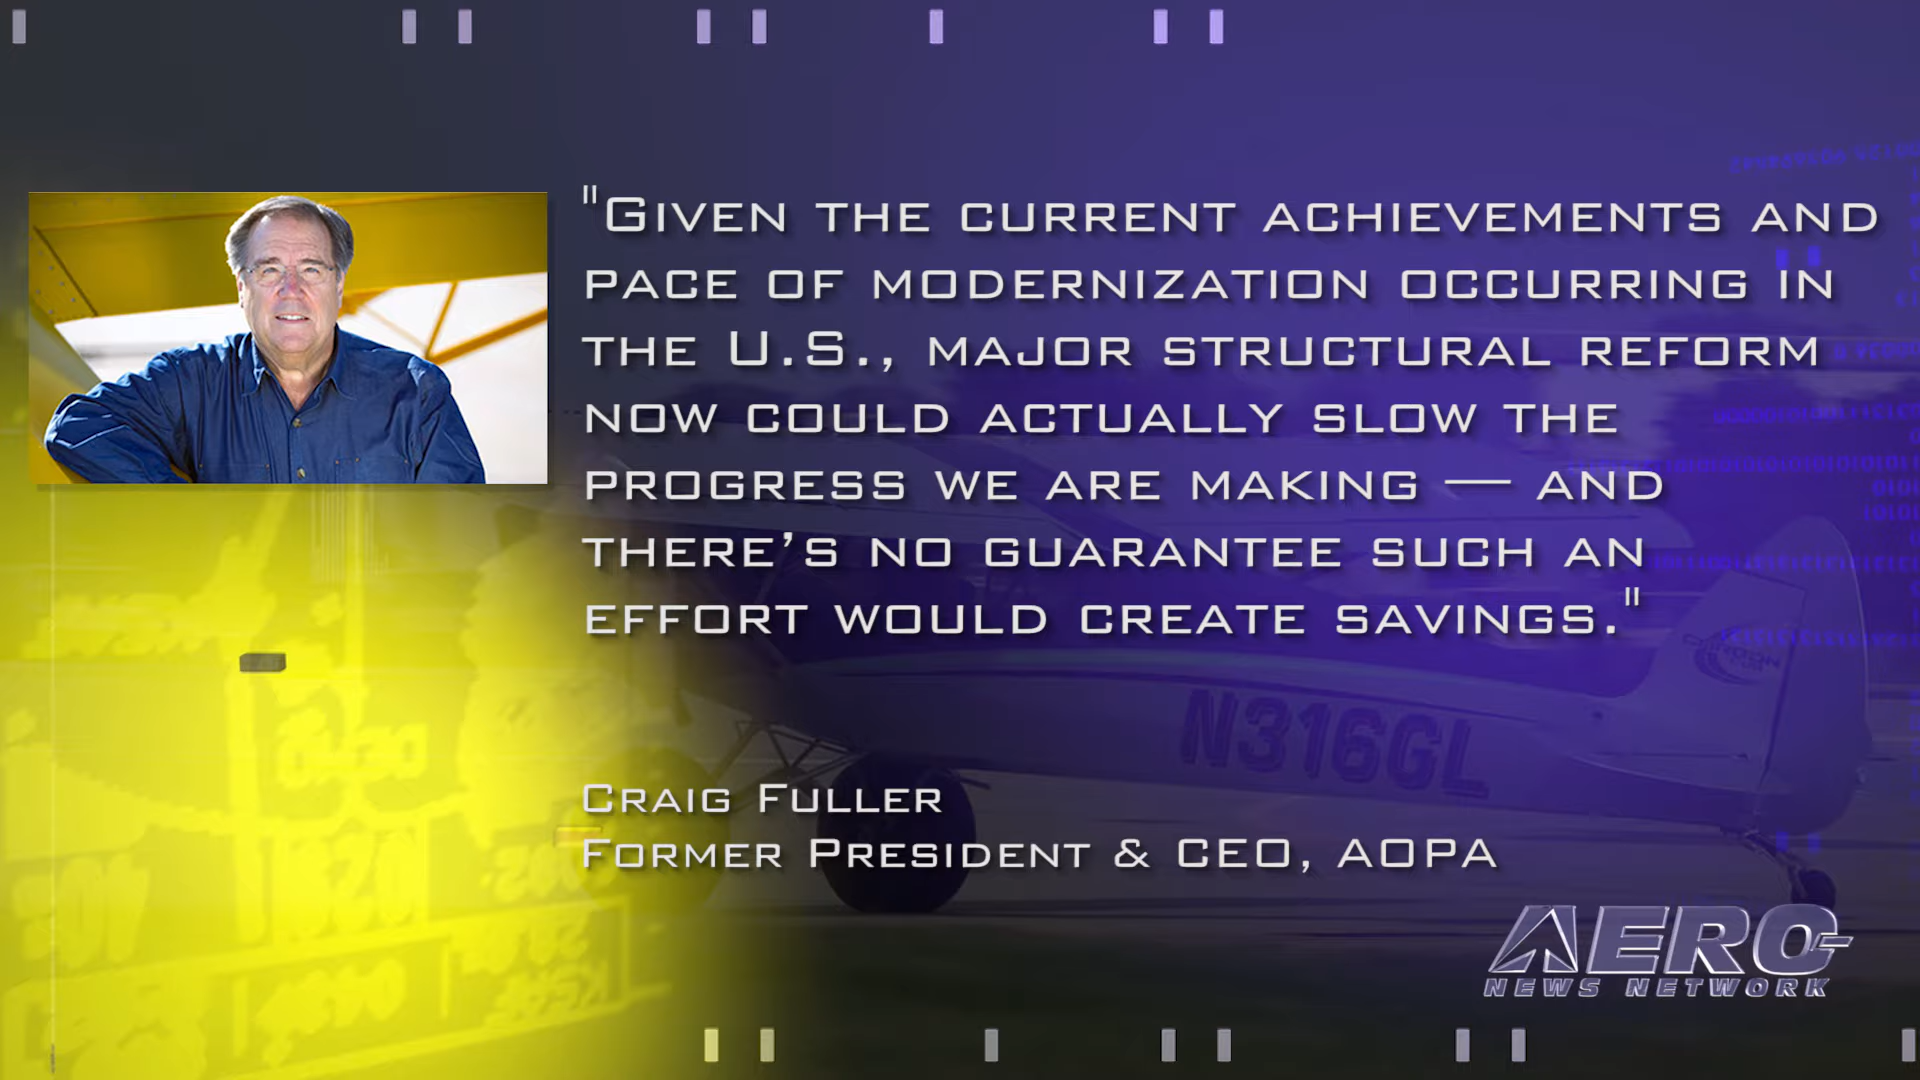 "Given the current achievements and
pace of modernization occurring in
the U.S., major structural reform
now could actually slow the
progress we are making — and
there's no guarantee such an
effort would create savings."
Craig Fuller
Former President & CEO, AOPA
N316GL
AERO-
NEWS NETWORK